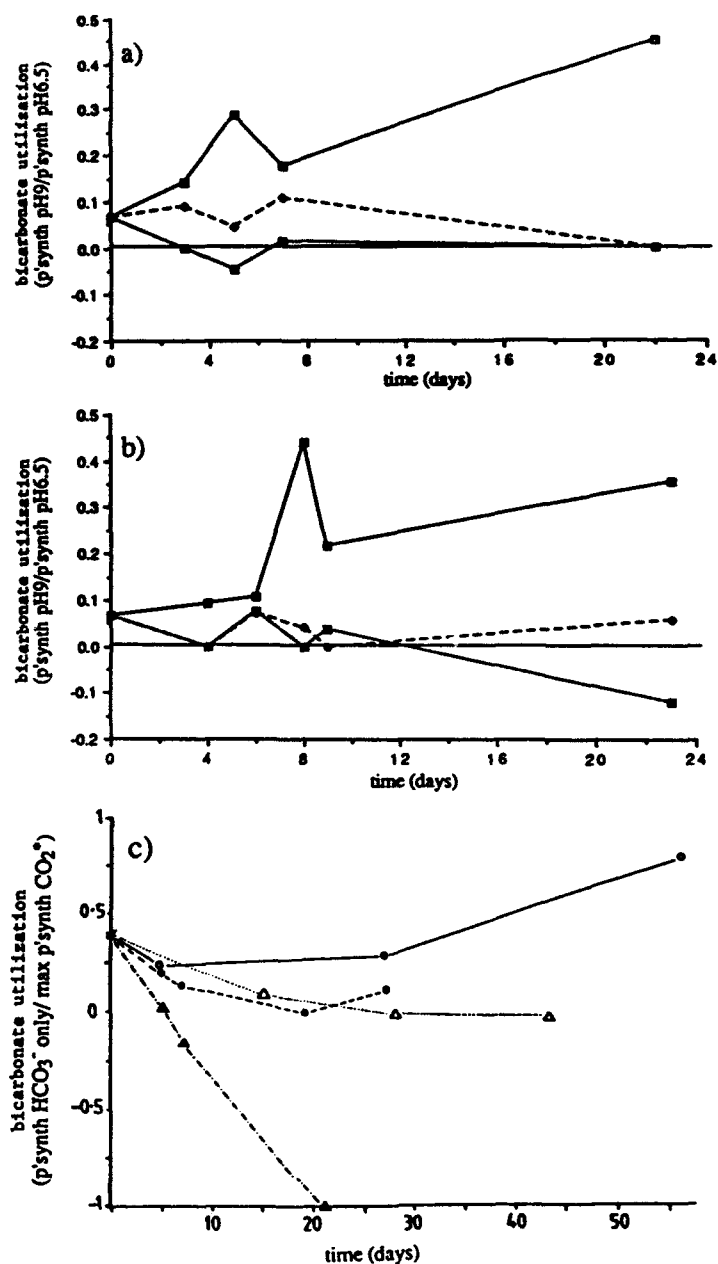 a)
bicarbonate utilization
(p'synth pH9/p'synth pH6.5)
0.5
0.4
0.3
0.2
0.1
0.0
-0.1
-0.2
0 4 8 12 16 20 24
time (days)
b)
bicarbonate utilization
(p'synth pH9/p'synth pH6.5)
0.5
0.4
0.3
0.2
0.1
0.0
-0.1
-0.2
0 4 8 12 16 20 24
time (days)
c)
bicarbonate utilization
(p'synth HCO3⁻ only/ max p'synth CO2*)
1
0·5
0
-0·5
-1
10 20 30 40 50
time (days)